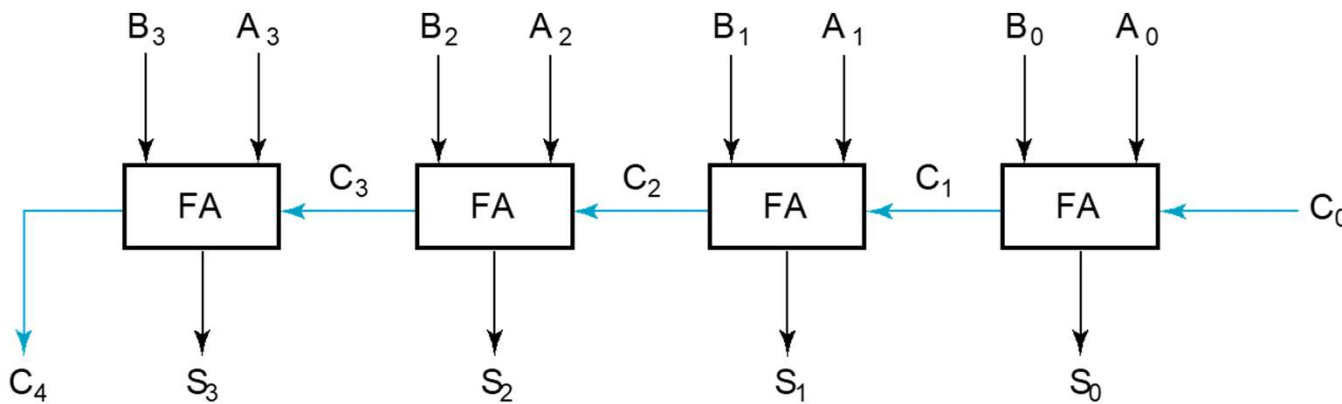 B₃ A₃ B₂ A₂ B₁ A₁ B₀ A₀
FA C₃ FA C₂ FA C₁ FA C₀
C₄ S₃ S₂ S₁ S₀